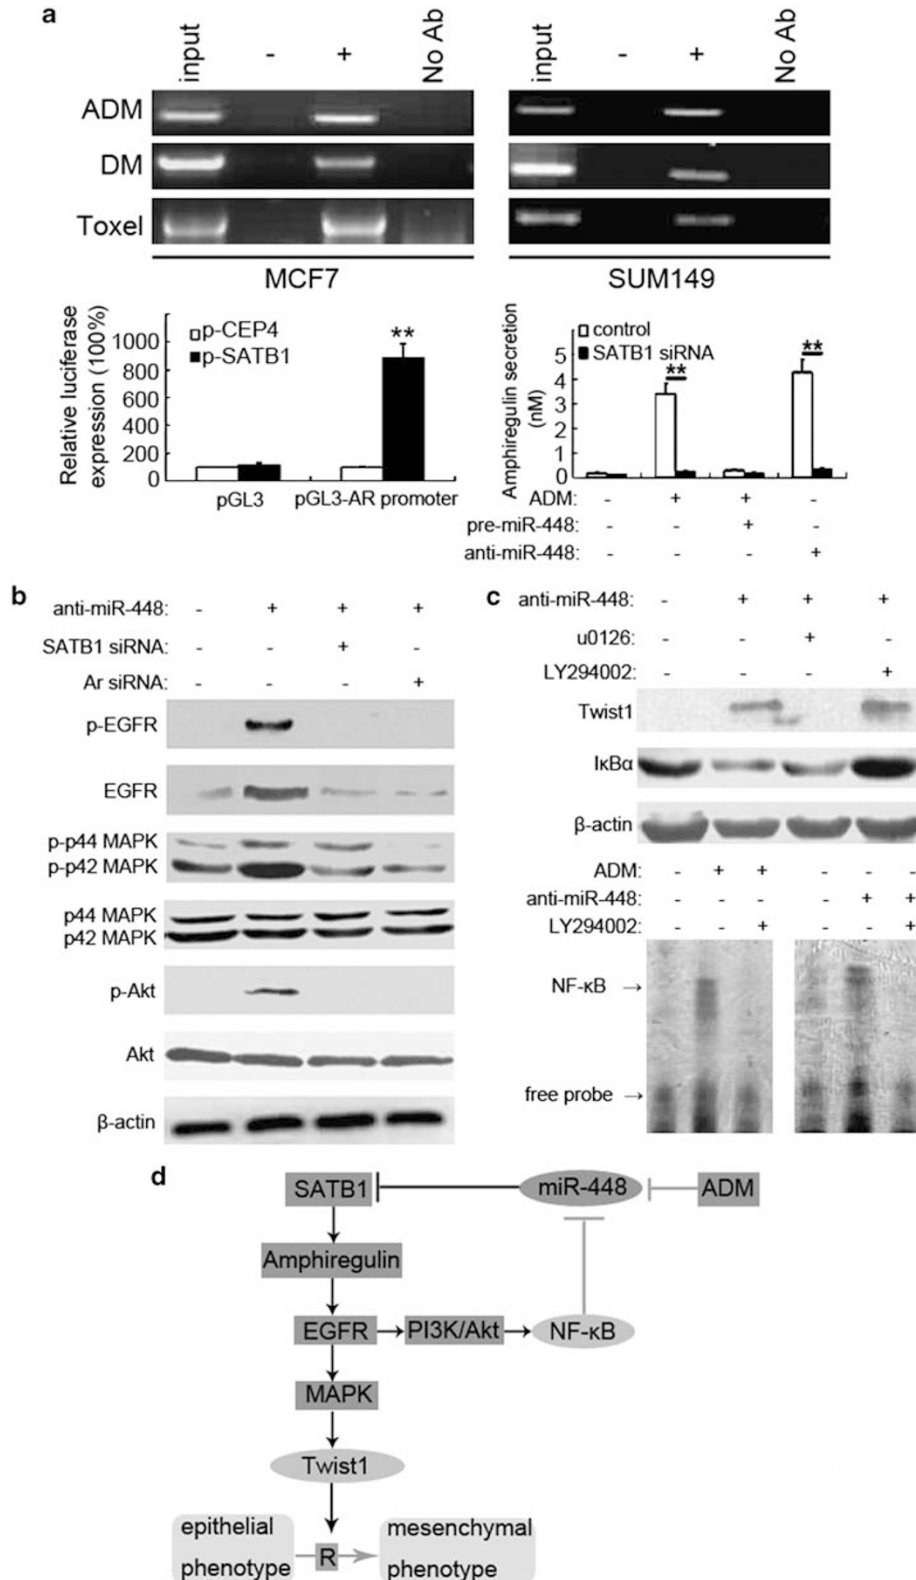 a
input - + No Ab input - + No Ab
ADM
DM
Toxel
MCF7 SUM149
Relative luciferase
expression (100%)
1000
800
600
400
200
0
p-CEP4
p-SATB1
**
pGL3 pGL3-AR promoter
Amphiregulin secretion
(nM)
5
4
3
2
1
0
control
SATB1 siRNA
** **
ADM: - + + -
pre-miR-448: - - + -
anti-miR-448: - - - +
b
anti-miR-448: - + + +
SATB1 siRNA: - - + -
Ar siRNA: - - - +
p-EGFR
EGFR
p-p44 MAPK
p-p42 MAPK
p44 MAPK
p42 MAPK
p-Akt
Akt
β-actin
c
anti-miR-448: - + + +
u0126 - - + -
LY294002: - - - +
Twist1
IκBα
β-actin
ADM: - + + - - -
anti-miR-448: - - - - + +
LY294002: - - + - - +
NF-κB →
free probe →
d
SATB1 miR-448 ADM
Amphiregulin
EGFR PI3K/Akt NF-κB
MAPK
Twist1
epithelial
phenotype
R
mesenchymal
phenotype